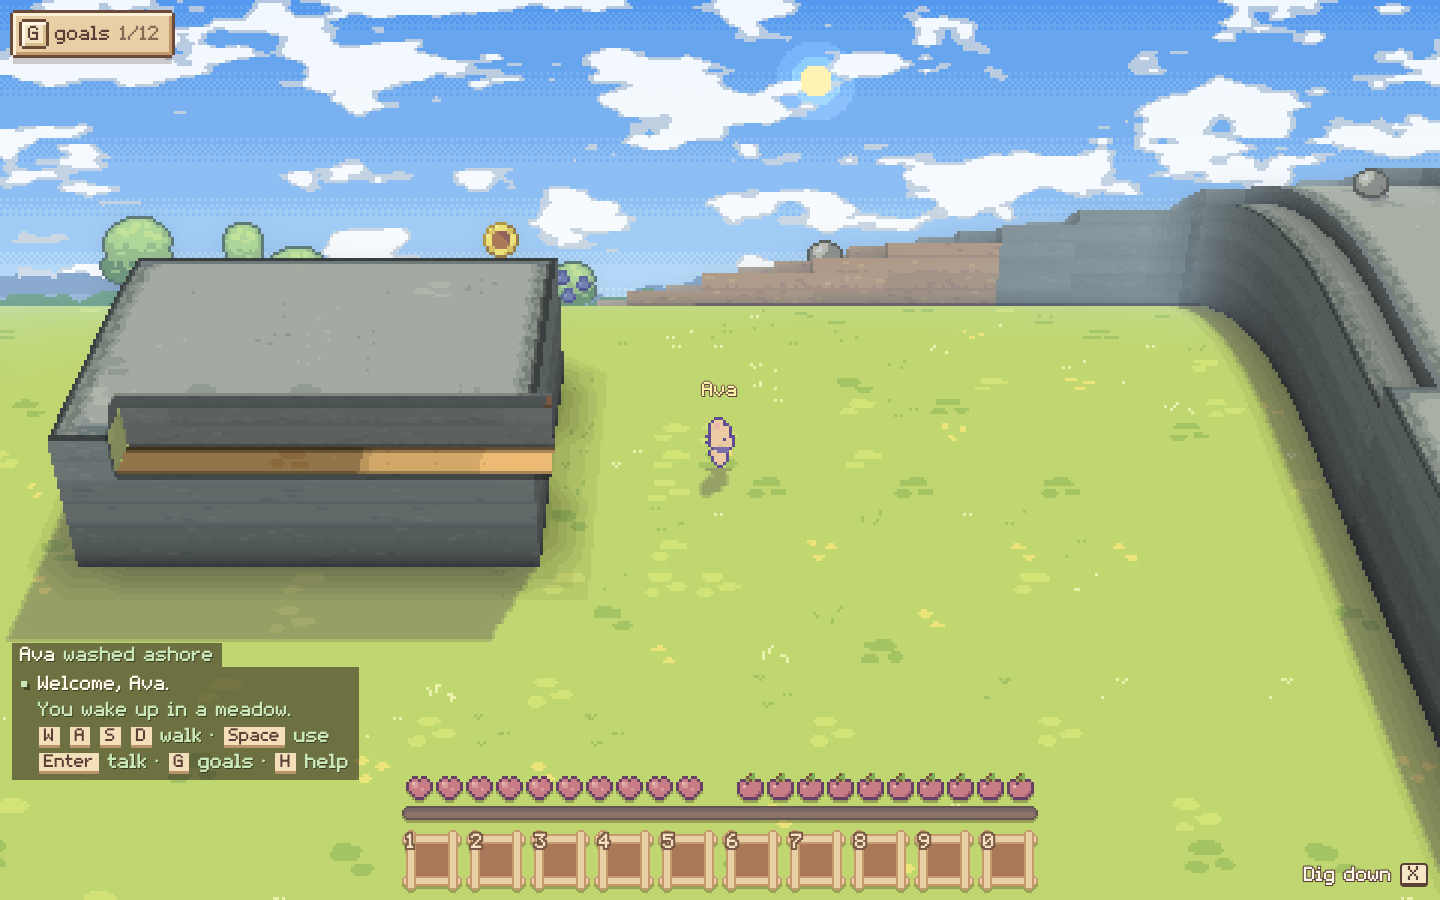 G goals 1/12
Ava
Ava washed ashore
Welcome, Ava.
You wake up in a meadow.
W A S D walk · Space use
Enter talk · G goals · H help
1 2 3 4 5 6 7 8 9 0
Dig down X